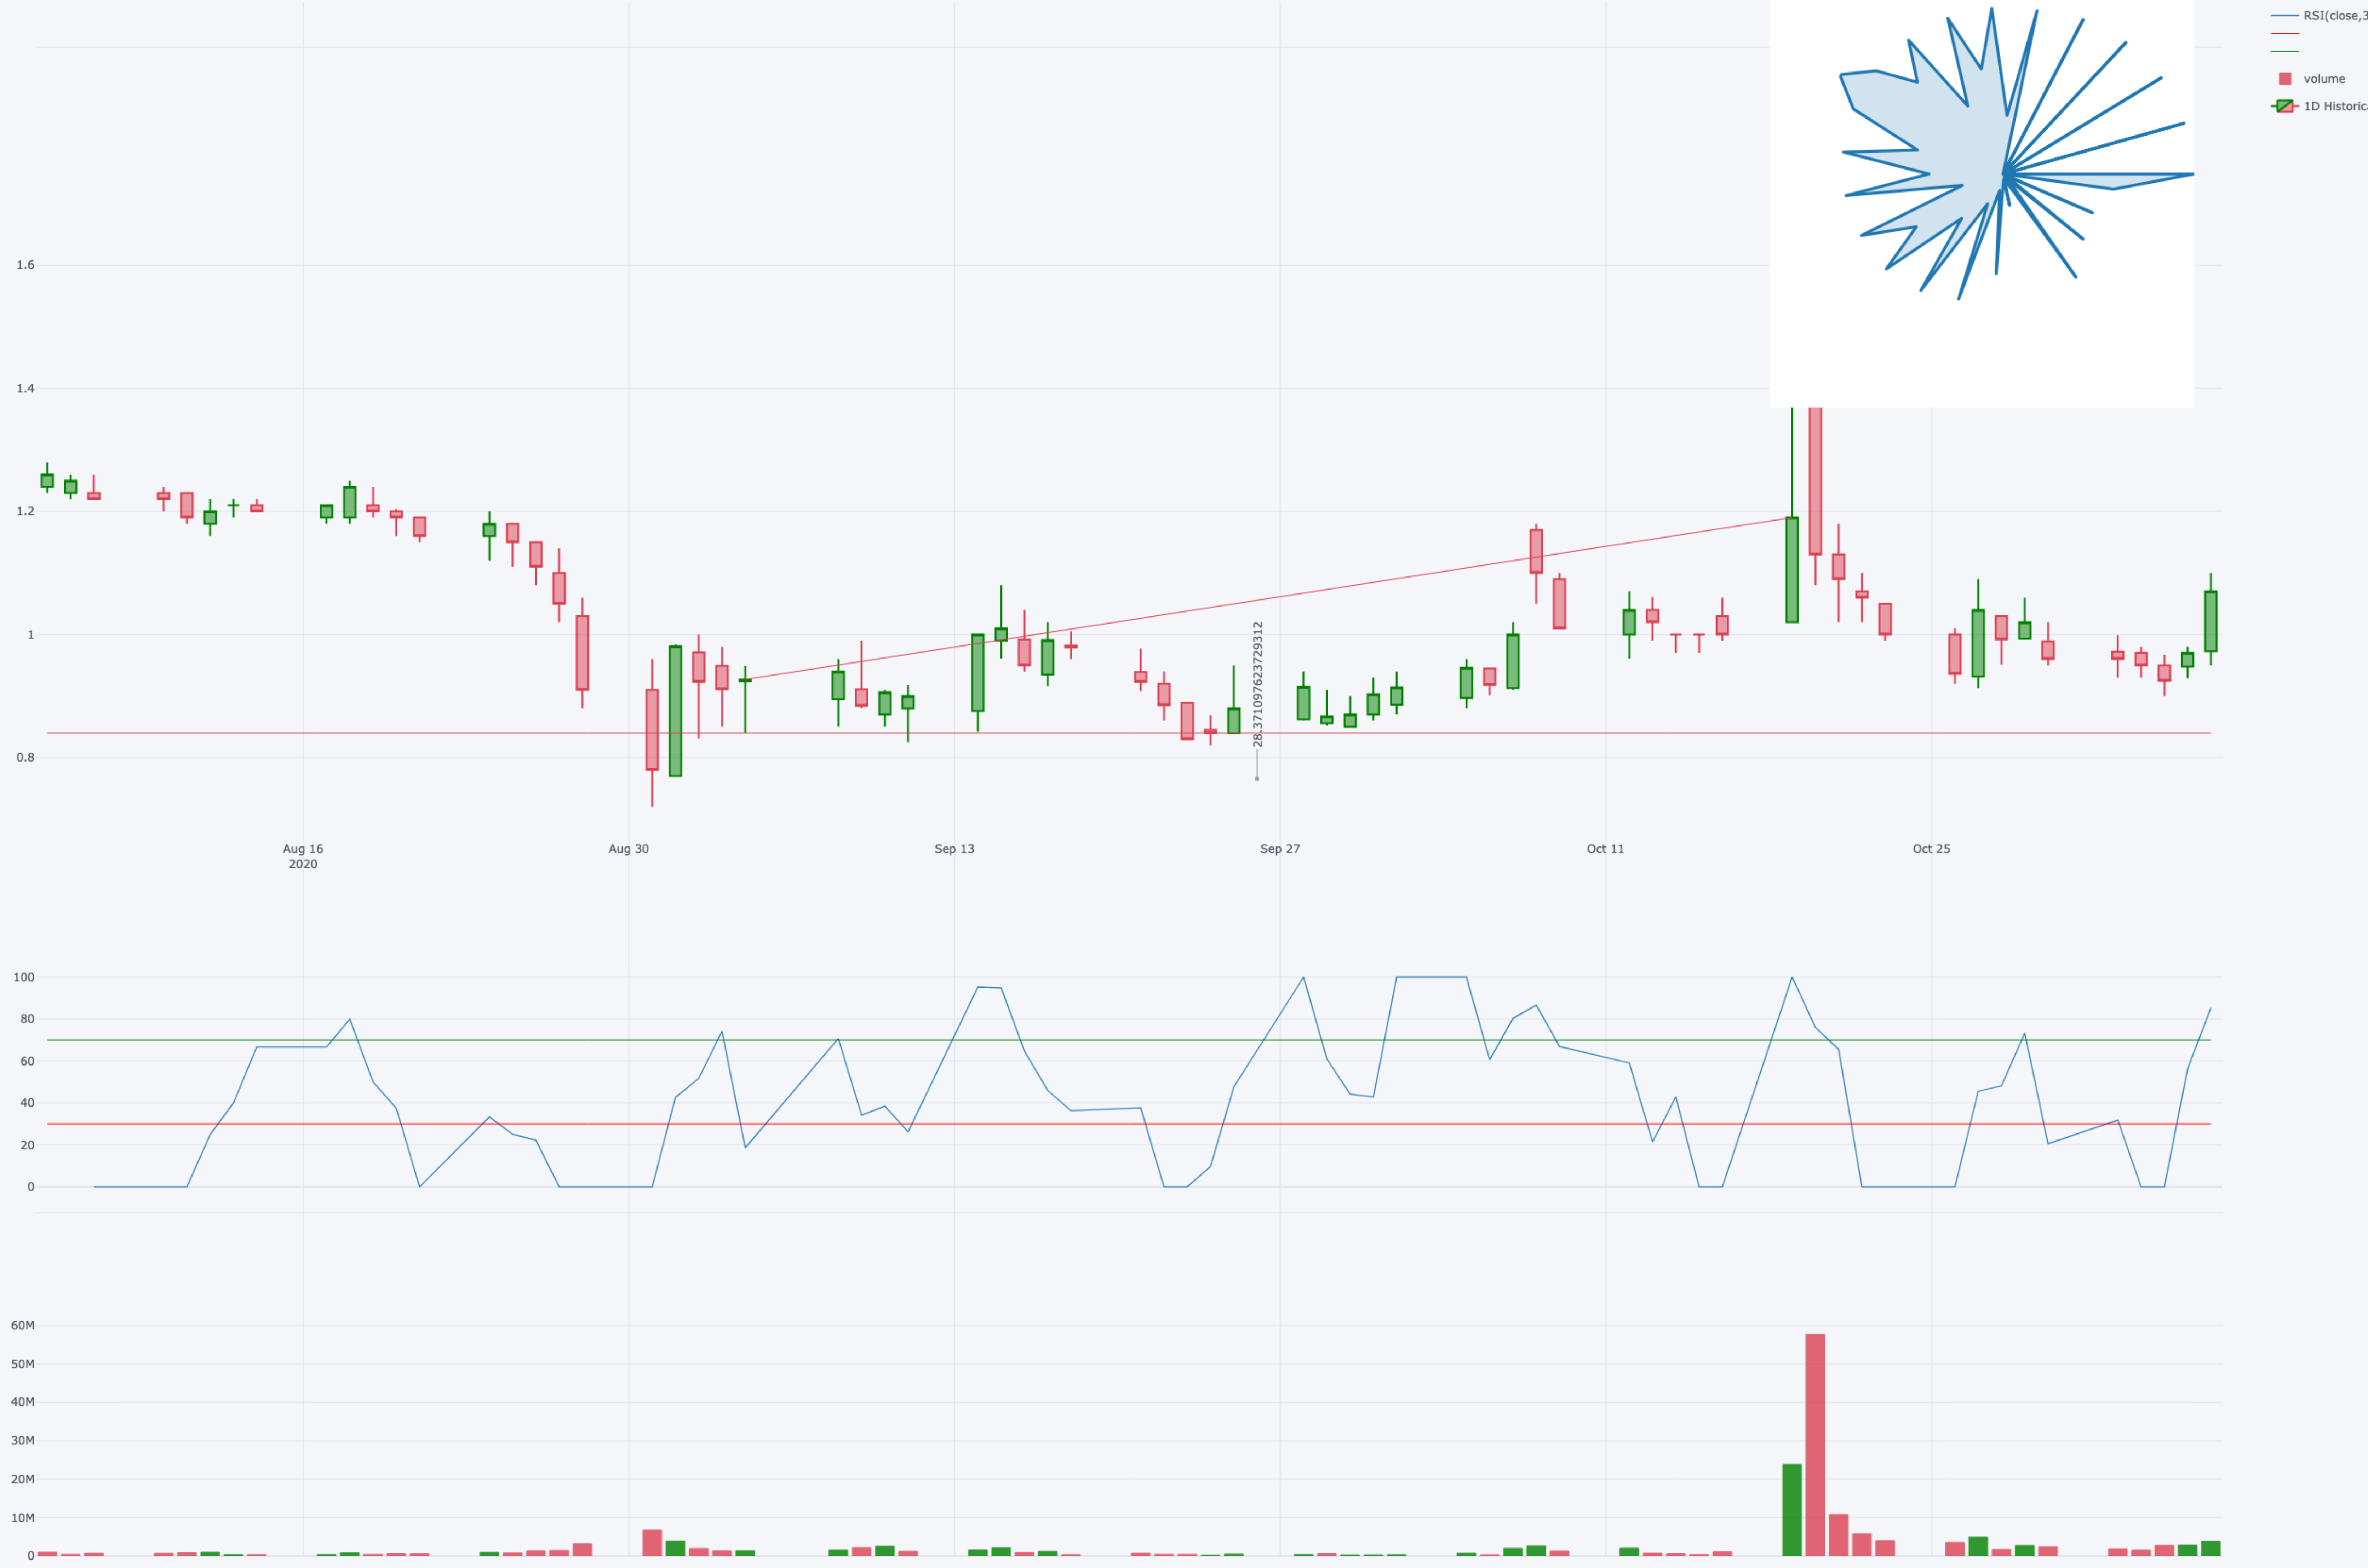 RSI(close,3
volume
1D Historica
1.6
1.4
1.2
1
0.8
28.371097623729312
Aug 16
2020
Aug 30
Sep 13
Sep 27
Oct 11
Oct 25
100
80
60
40
20
0
60M
50M
40M
30M
20M
10M
0